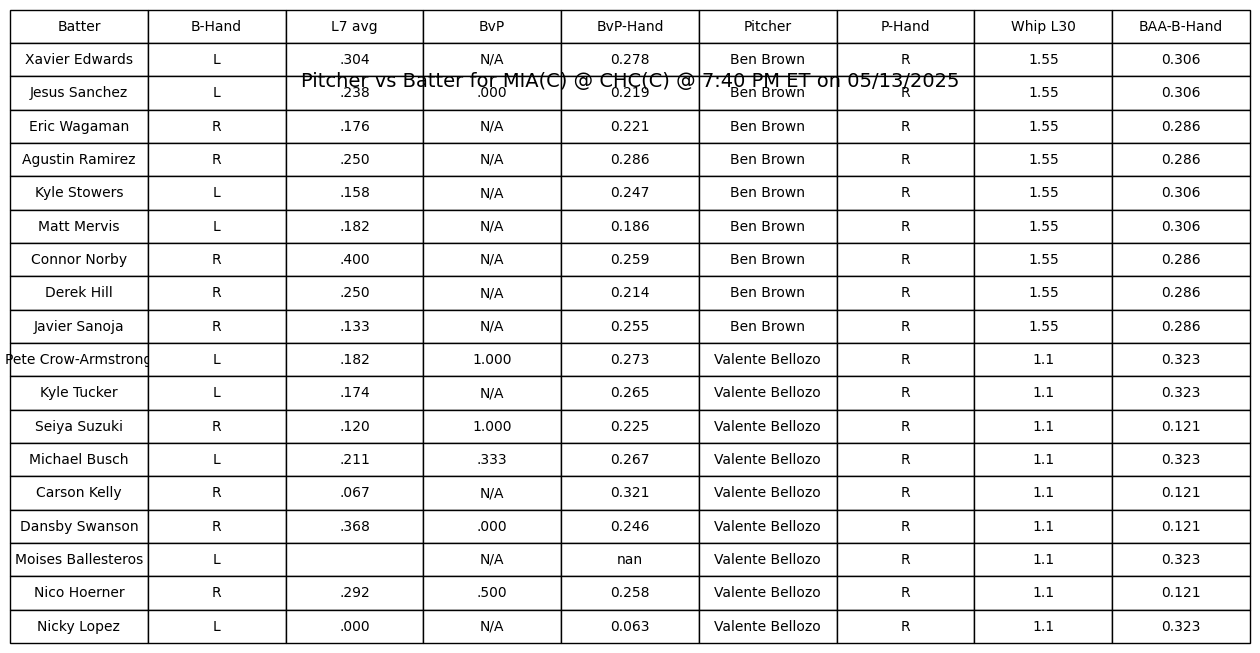 Batter B-Hand L7 avg BvP BvP-Hand Pitcher P-Hand Whip L30 BAA-B-Hand
Xavier Edwards L .304 N/A 0.278 Ben Brown R 1.55 0.306
Pitcher vs Batter for MIA(C) @ CHC(C) @ 7:40 PM ET on 05/13/2025
Jesus Sanchez L .238 .000 0.219 Ben Brown R 1.55 0.306
Eric Wagaman R .176 N/A 0.221 Ben Brown R 1.55 0.286
Agustin Ramirez R .250 N/A 0.286 Ben Brown R 1.55 0.286
Kyle Stowers L .158 N/A 0.247 Ben Brown R 1.55 0.306
Matt Mervis L .182 N/A 0.186 Ben Brown R 1.55 0.306
Connor Norby R .400 N/A 0.259 Ben Brown R 1.55 0.286
Derek Hill R .250 N/A 0.214 Ben Brown R 1.55 0.286
Javier Sanoja R .133 N/A 0.255 Ben Brown R 1.55 0.286
Pete Crow-Armstrong L .182 1.000 0.273 Valente Bellozo R 1.1 0.323
Kyle Tucker L .174 N/A 0.265 Valente Bellozo R 1.1 0.323
Seiya Suzuki R .120 1.000 0.225 Valente Bellozo R 1.1 0.121
Michael Busch L .211 .333 0.267 Valente Bellozo R 1.1 0.323
Carson Kelly R .067 N/A 0.321 Valente Bellozo R 1.1 0.121
Dansby Swanson R .368 .000 0.246 Valente Bellozo R 1.1 0.121
Moises Ballesteros L N/A nan Valente Bellozo R 1.1 0.323
Nico Hoerner R .292 .500 0.258 Valente Bellozo R 1.1 0.121
Nicky Lopez L .000 N/A 0.063 Valente Bellozo R 1.1 0.323